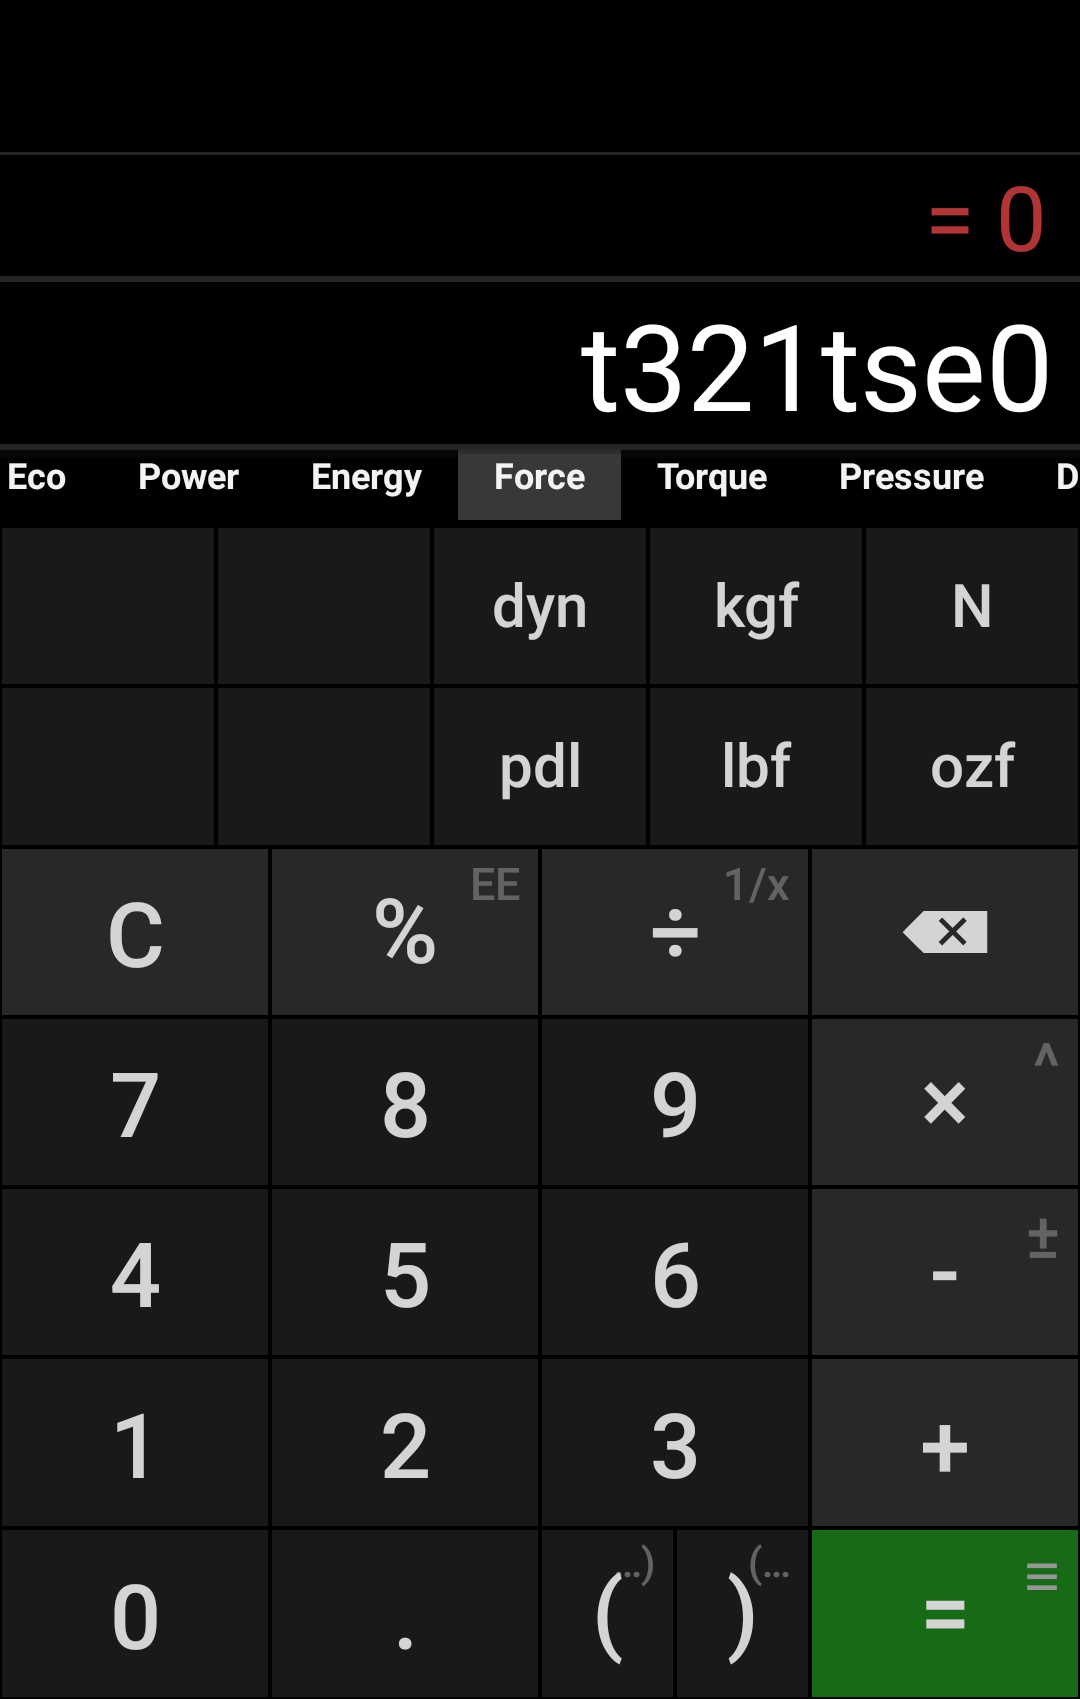 = 0
t321tse0
Eco Power Energy Force Torque Pressure D
dyn kgf N
pdl lbf ozf
C % EE ÷ 1/x
7 8 9 × ^
4 5 6 - ±
1 2 3 +
0 . ( ..) ) (... = ≡